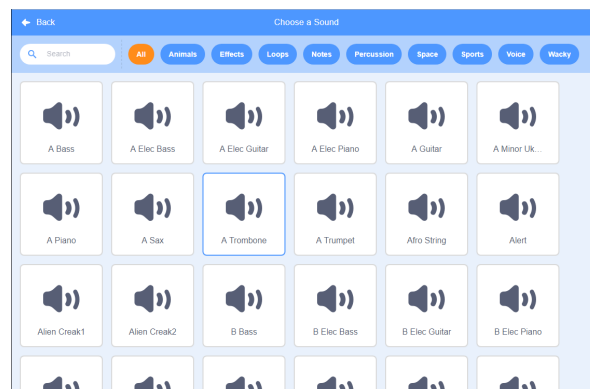 Back
Choose a Sound
Search
All Animals Effects Loops Notes Percussion Space Sports Voice Wacky
A Bass A Elec Bass A Elec Guitar A Elec Piano A Guitar A Minor Uk...
A Piano A Sax A Trombone A Trumpet Afro String Alert
Alien Creak1 Alien Creak2 B Bass B Elec Bass B Elec Guitar B Elec Piano